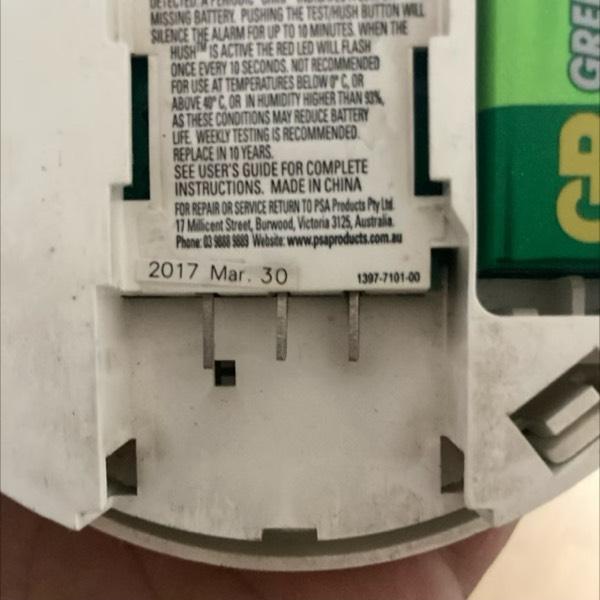 MISSING BATTERY. PUSHING THE TEST/HUSH BUTTON WILL
SILENCE THE ALARM FOR UP TO 10 MINUTES. WHEN THE
HUSH™ IS ACTIVE THE RED LED WILL FLASH
ONCE EVERY 10 SECONDS. NOT RECOMMENDED
FOR USE AT TEMPERATURES BELOW 0° C, OR
ABOVE 40° C, OR IN HUMIDITY HIGHER THAN 93%,
AS THESE CONDITIONS MAY REDUCE BATTERY
LIFE. WEEKLY TESTING IS RECOMMENDED.
REPLACE IN 10 YEARS.
SEE USER'S GUIDE FOR COMPLETE
INSTRUCTIONS. MADE IN CHINA
FOR REPAIR OR SERVICE RETURN TO PSA Products Pty Ltd.
17 Millicent Street, Burwood, Victoria 3125, Australia.
Phone: 03 9888 9889 Website: www.psaproducts.com.au
2017 Mar. 30
1397-7101-00
GREE
GP